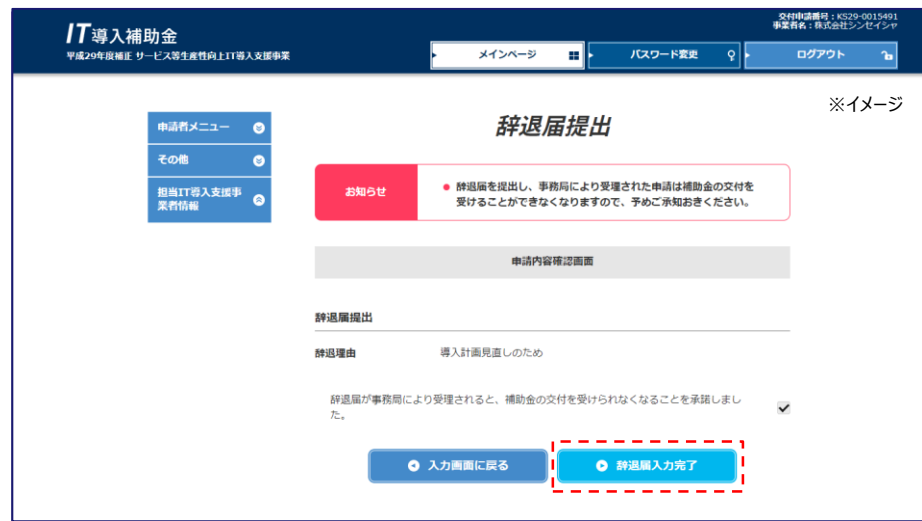 交付申請番号：KS29-0015491
事業者名：株式会社シンセイシヤ
IT導入補助金
平成29年度補正 サービス等生産性向上IT導入支援事業
メインページ
パスワード変更
ログアウト
※イメージ
申請者メニュー
その他
担当IT導入支援事
業者情報
辞退届提出
お知らせ
辞退届を提出し、事務局により受理された申請は補助金の交付を
受けることができなくなりますので、予めご承知おきください。
申請内容確認画面
辞退届提出
辞退理由 導入計画見直しのため
辞退届が事務局により受理されると、補助金の交付を受けられなくなることを承諾しまし
た。
入力画面に戻る
辞退届入力完了